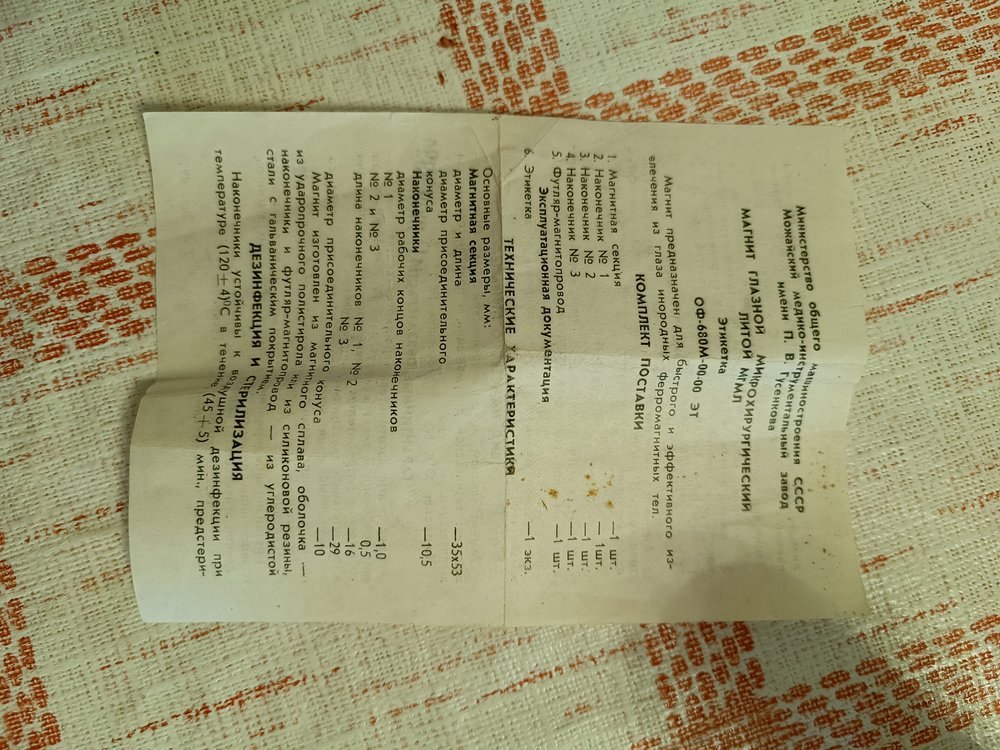 Министерство общего машиностроения СССР
Можайский медико-инструментальный завод
имени П. В. Гусенкова
МАГНИТ ГЛАЗНОЙ МИКРОХИРУРГИЧЕСКИЙ
ЛИТОЙ МГМЛ
Этикетка
ОФ-680М-00-00 ЭТ
Магнит предназначен для быстрого и эффективного из-
влечения из глаза инородных ферромагнитных тел.
КОМПЛЕКТ ПОСТАВКИ
1. Магнитная секция —1 шт.
2. Наконечник № 1 —1 шт.
3. Наконечник № 2 —1 шт.
4. Наконечник № 3 —1 шт.
5. Футляр-магнитопровод —1 шт.
Эксплуатационная документация
6. Этикетка —1 экз.
ТЕХНИЧЕСКИЕ ХАРАКТЕРИСТИКИ
Основные размеры, мм:
Магнитная секция
диаметр и длина —35х53
диаметр присоединительного
конуса —10,5
Наконечники
диаметр рабочих концов наконечников
№ 1 —1,0
№ 2 и № 3 0,5
длина наконечников № 1, № 2 —16
№ 3 —29
диаметр присоединительного конуса —10
Магнит изготовлен из магнитного сплава, оболочка —
из ударопрочного полистирола или из силиконовой резины,
наконечники и футляр-магнитопровод — из углеродистой
стали с гальваническим покрытием.
ДЕЗИНФЕКЦИЯ И СТЕРИЛИЗАЦИЯ
Наконечники устойчивы к воздушной дезинфекции при
температуре (120+4)°С в течение (45+5) мин., предстери-